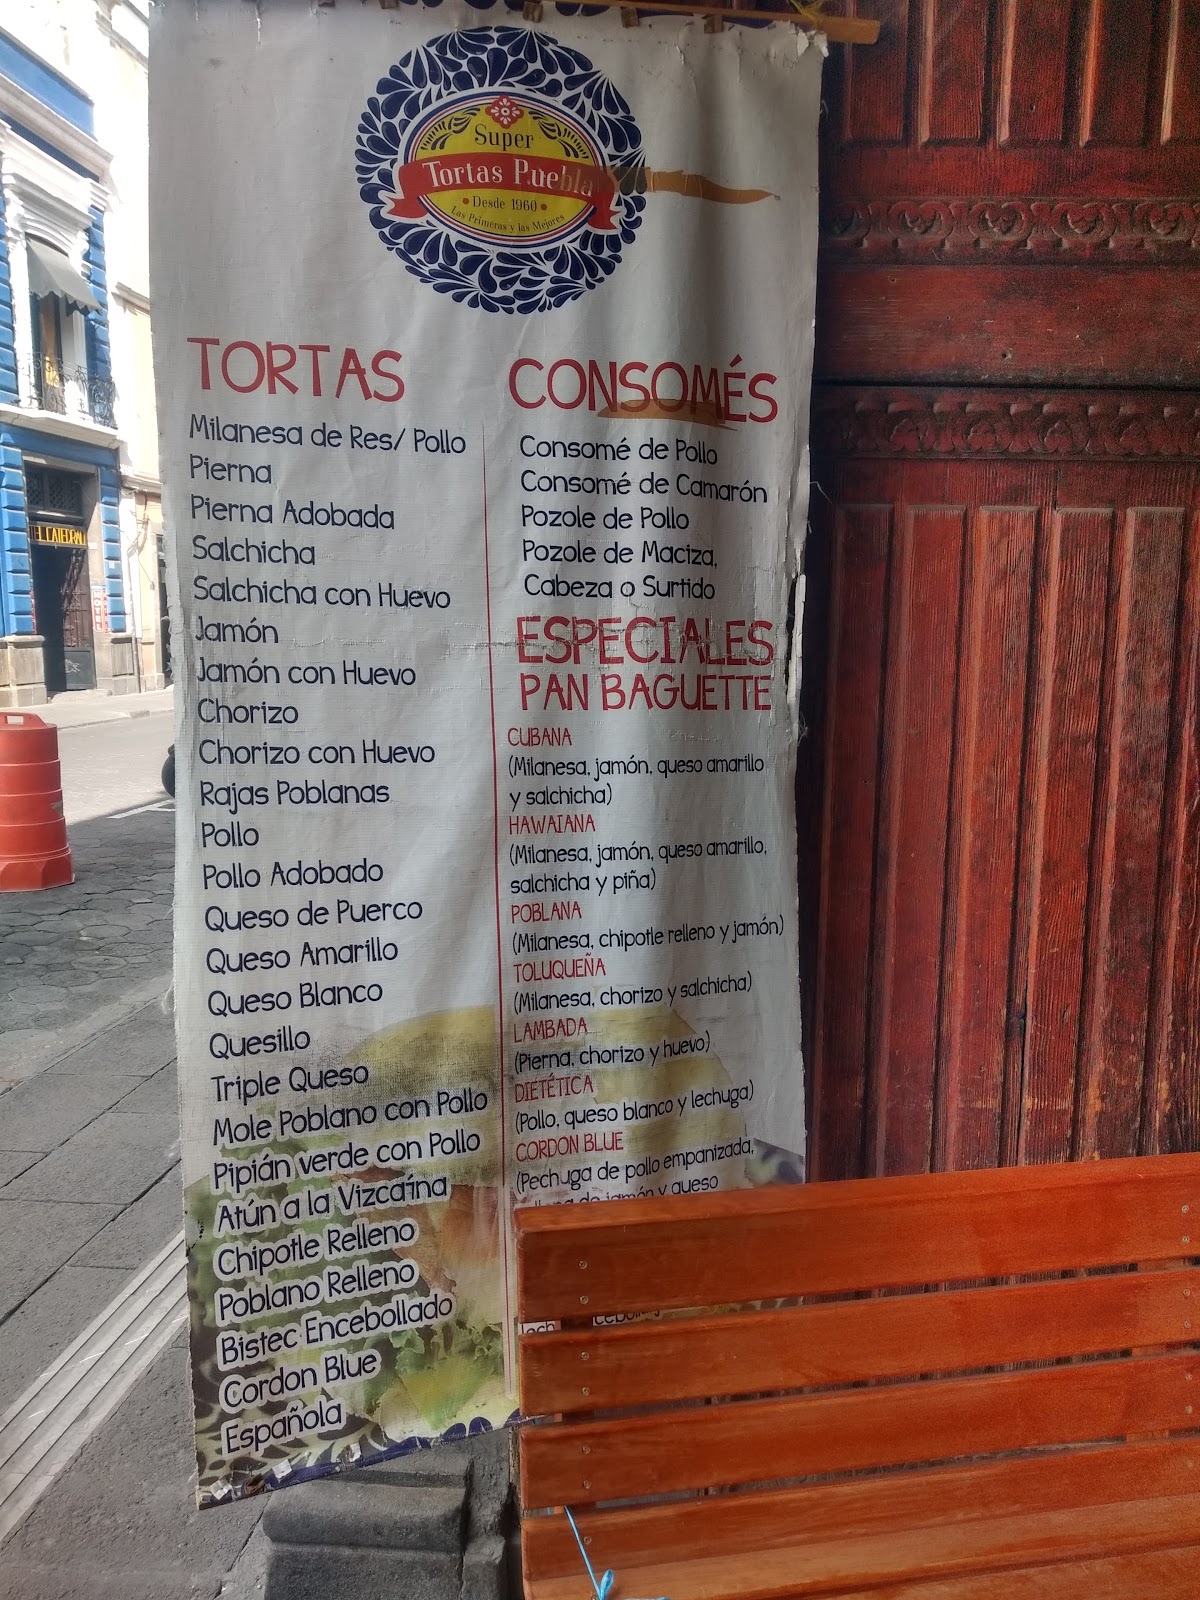 Super
Tortas Puebla
Desde 1960
Las Primeras y las Mejores
TORTAS
Milanesa de Res/ Pollo
Pierna
Pierna Adobada
Salchicha
Salchicha con Huevo
Jamón
Jamón con Huevo
Chorizo
Chorizo con Huevo
Rajas Poblanas
Pollo
Pollo Adobado
Queso de Puerco
Queso Amarillo
Queso Blanco
Quesillo
Triple Queso
Mole Poblano con Pollo
Pipián verde con Pollo
Atún a la Vizcaína
Chipotle Relleno
Poblano Relleno
Bistec Encebollado
Cordon Blue
Española
CONSOMÉS
Consomé de Pollo
Consomé de Camarón
Pozole de Pollo
Pozole de Maciza,
Cabeza o Surtido
ESPECIALES
PAN BAGUETTE
CUBANA
(Milanesa, jamón, queso amarillo
y salchicha)
HAWAIANA
(Milanesa, jamón, queso amarillo,
salchicha y piña)
POBLANA
(Milanesa, chipotle relleno y jamón)
TOLUQUEÑA
(Milanesa, chorizo y salchicha)
LAMBADA
(Pierna, chorizo y huevo)
DIETÉTICA
(Pollo, queso blanco y lechuga)
CORDON BLUE
(Pechuga de pollo empanizada,
de jamón y queso
CATEDRAL